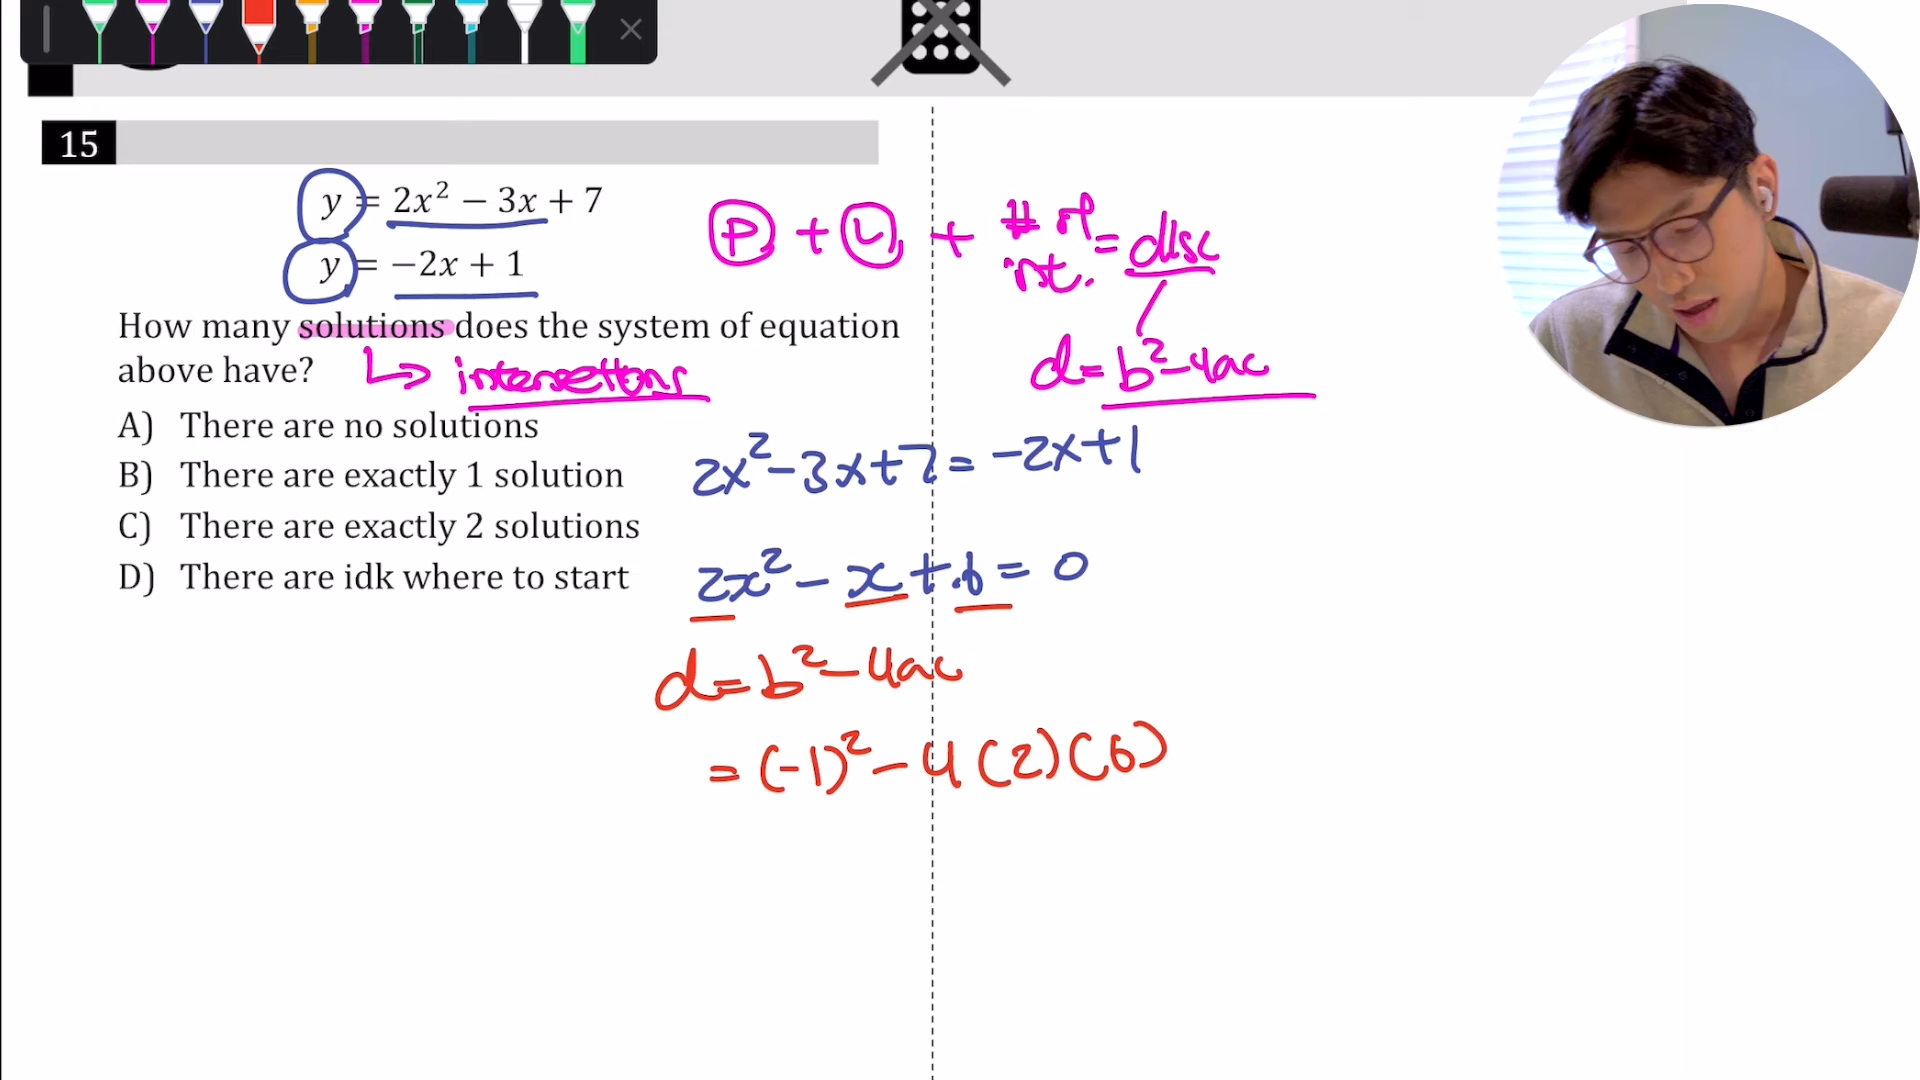 15
y = 2x² − 3x + 7
y = −2x + 1
P + L + # of int. = disc
How many solutions does the system of equation
above have?
↳ intersections
d = b² - 4ac
A) There are no solutions
B) There are exactly 1 solution
C) There are exactly 2 solutions
D) There are idk where to start
2x² - 3x + 7 = -2x + 1
2x² - x + 6 = 0
d = b² - 4ac
= (-1)² - 4(2)(6)